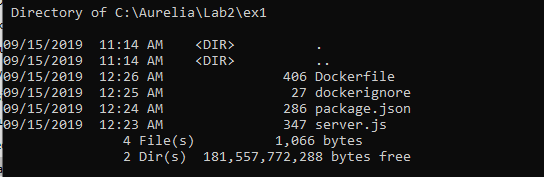 Directory of C:\Aurelia\Lab2\ex1
09/15/2019  11:14 AM    <DIR>          .
09/15/2019  11:14 AM    <DIR>          ..
09/15/2019  12:26 AM               406 Dockerfile
09/15/2019  12:25 AM                27 dockerignore
09/15/2019  12:24 AM               286 package.json
09/15/2019  12:23 AM               347 server.js
4 File(s)          1,066 bytes
2 Dir(s)  181,557,772,288 bytes free